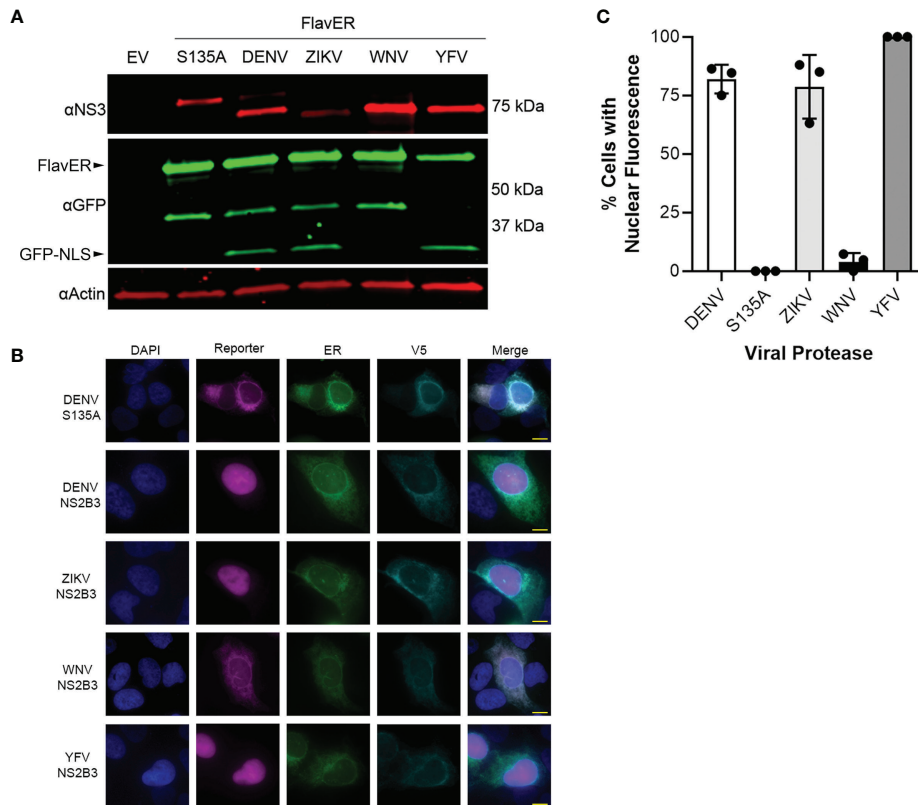 A
FlavER
EV S135A DENV ZIKV WNV YFV
αNS3
75 kDa
FlavER
50 kDa
αGFP
37 kDa
GFP-NLS
αActin
B
DAPI Reporter ER V5 Merge
DENV
S135A
DENV
NS2B3
ZIKV
NS2B3
WNV
NS2B3
YFV
NS2B3
C
% Cells with
Nuclear Fluorescence
100
75
50
25
0
DENV S135A ZIKV WNV YFV
Viral Protease